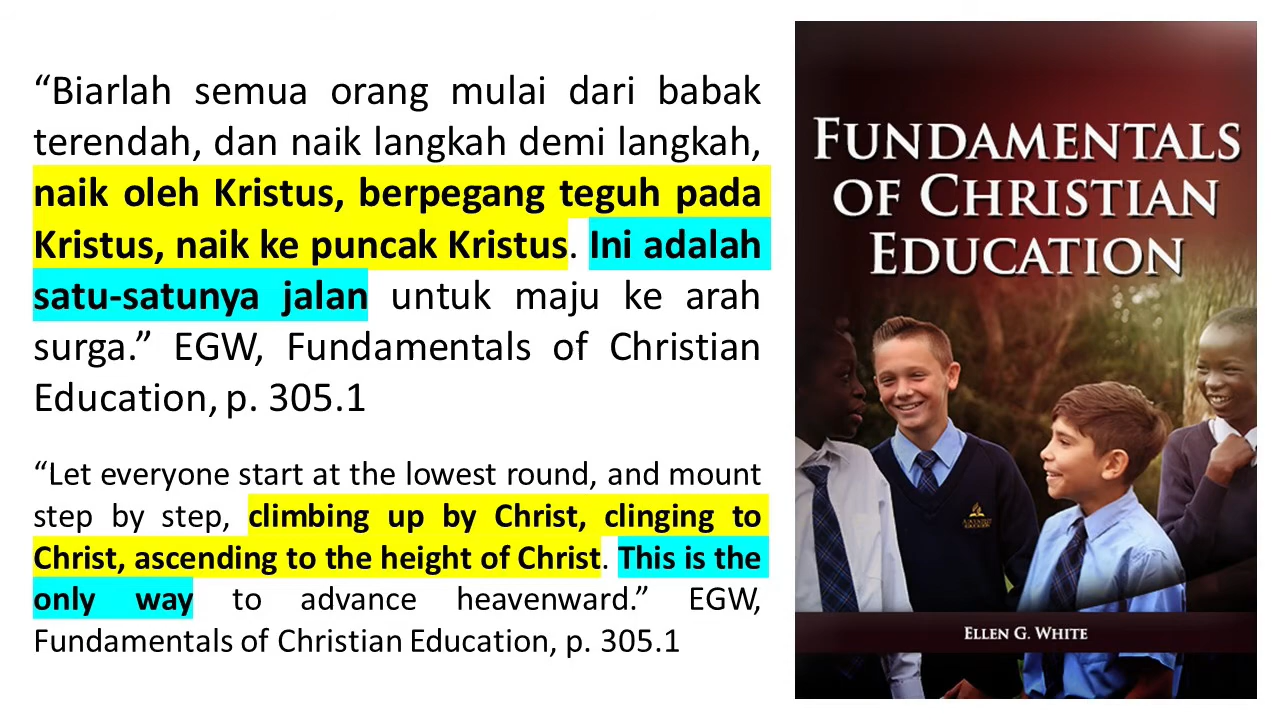 “Biarlah semua orang mulai dari babak
terendah, dan naik langkah demi langkah,
naik oleh Kristus, berpegang teguh pada
Kristus, naik ke puncak Kristus. Ini adalah
satu-satunya jalan untuk maju ke arah
surga.” EGW, Fundamentals of Christian
Education, p. 305.1
“Let everyone start at the lowest round, and mount
step by step, climbing up by Christ, clinging to
Christ, ascending to the height of Christ. This is the
only way to advance heavenward.” EGW,
Fundamentals of Christian Education, p. 305.1
FUNDAMENTALS
OF CHRISTIAN
EDUCATION
ELLEN G. WHITE